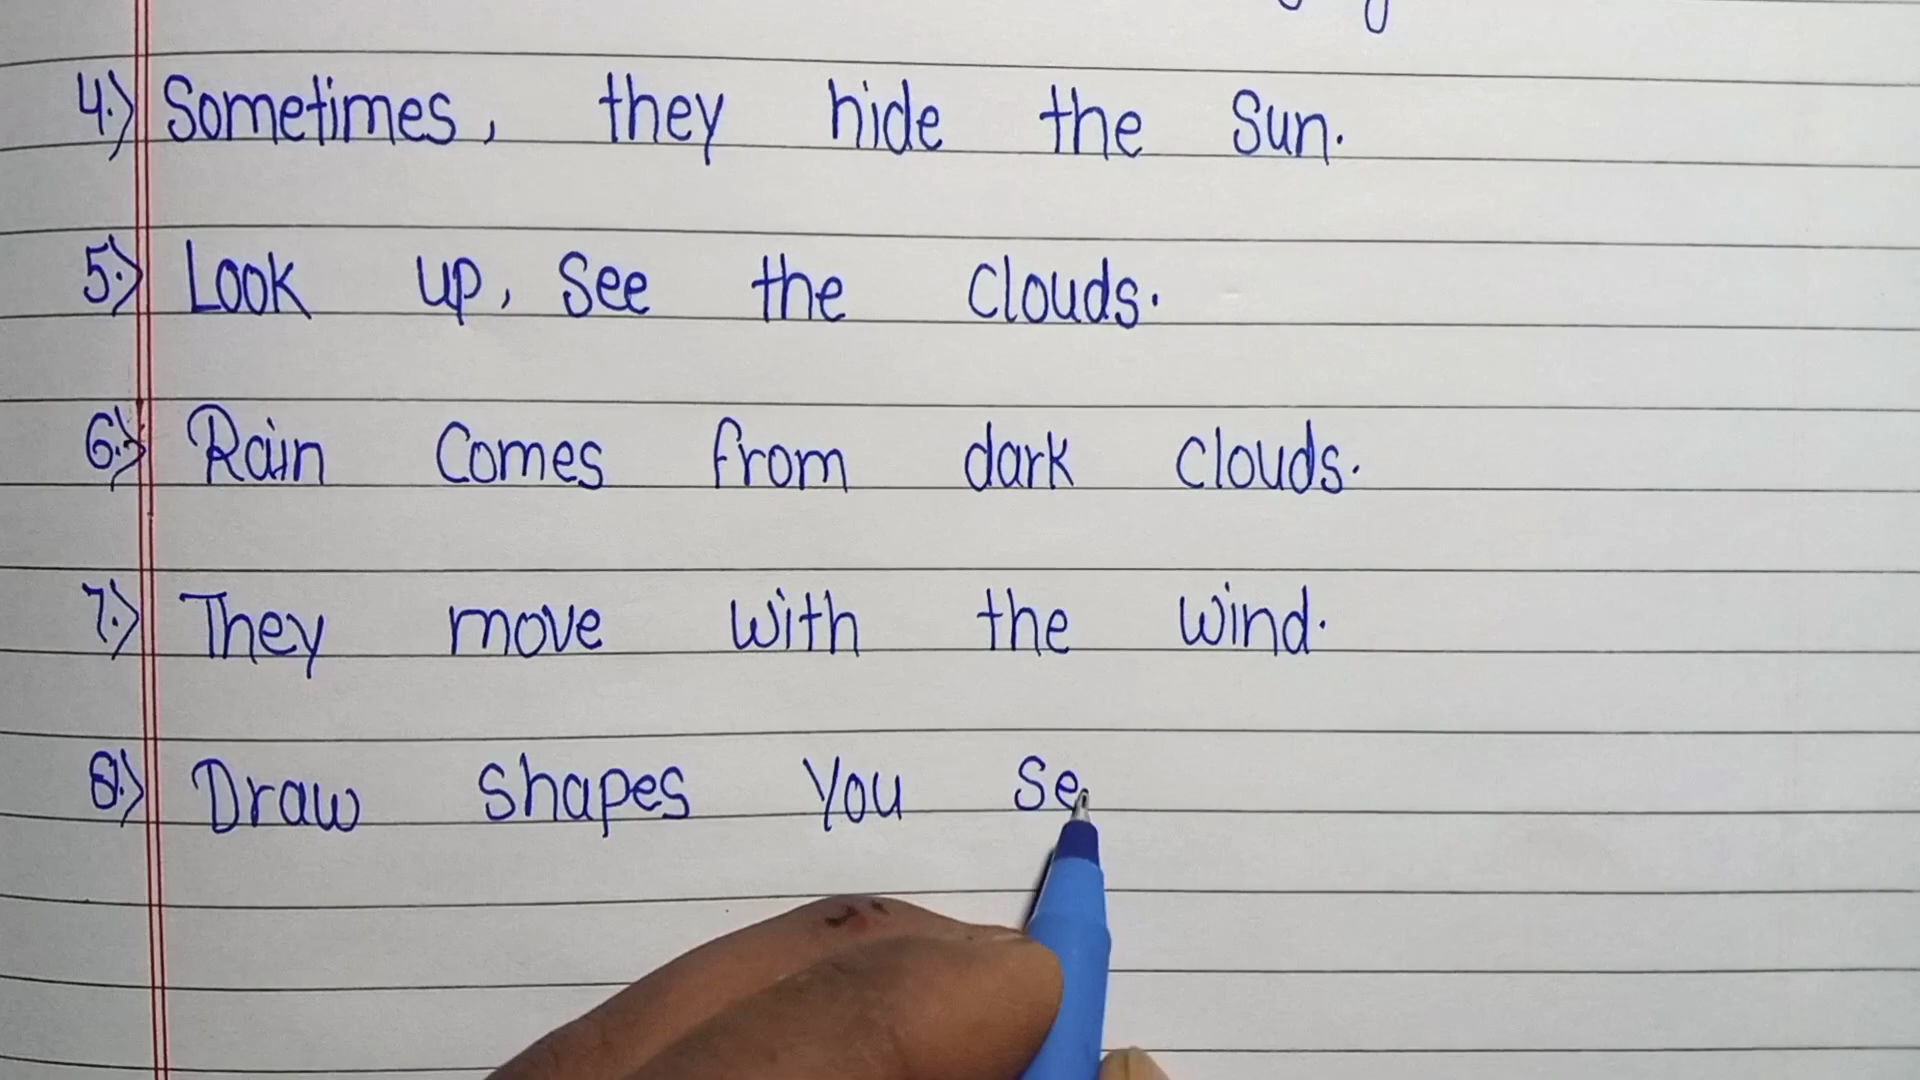 4.) Sometimes, they hide the Sun.
5.) Look up, See the Clouds.
6.) Rain Comes from dark clouds.
7.) They move with the wind.
8.) Draw shapes You Se